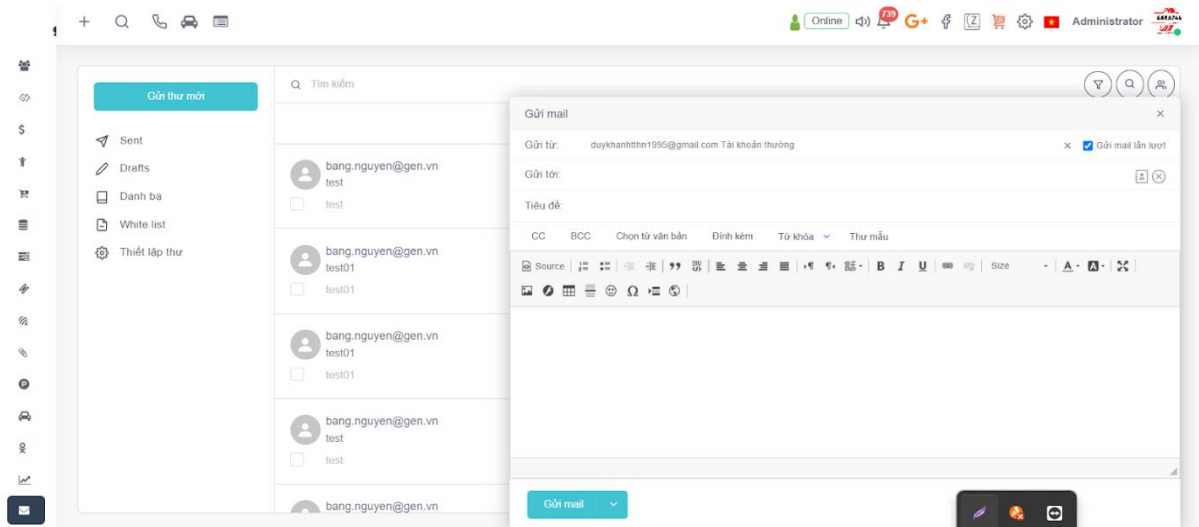 Online
739
G+
Administrator
Gửi thư mới
Sent
Drafts
Danh bạ
White list
Thiết lập thư
Tìm kiếm
bang.nguyen@gen.vn
test
test
bang.nguyen@gen.vn
test01
test01
bang.nguyen@gen.vn
test01
test01
bang.nguyen@gen.vn
test
test
bang.nguyen@gen.vn
Gửi mail
Gửi từ: duykhanhtthn1995@gmail.com Tài khoản thường × Gửi mail lần lượt
Gửi tới:
Tiêu đề:
CC BCC Chọn từ văn bản Đính kèm Từ khóa Thư mẫu
Source B I U Size A A
Ω
Gửi mail